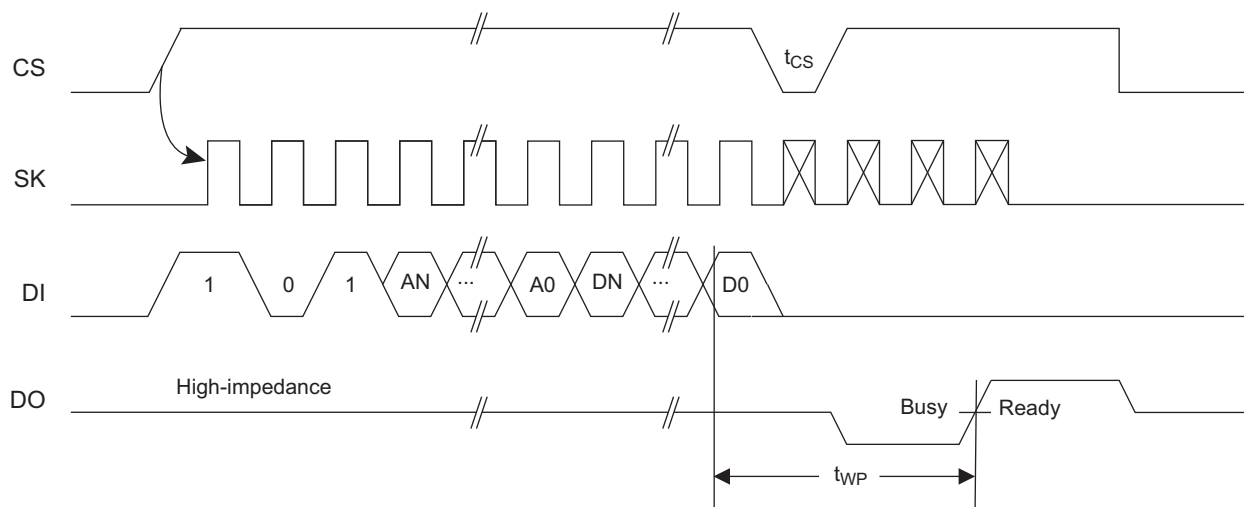 CS
tCS
SK
DI
1 0 1 AN ... A0 DN ... D0
DO
High-impedance
Busy Ready
tWP